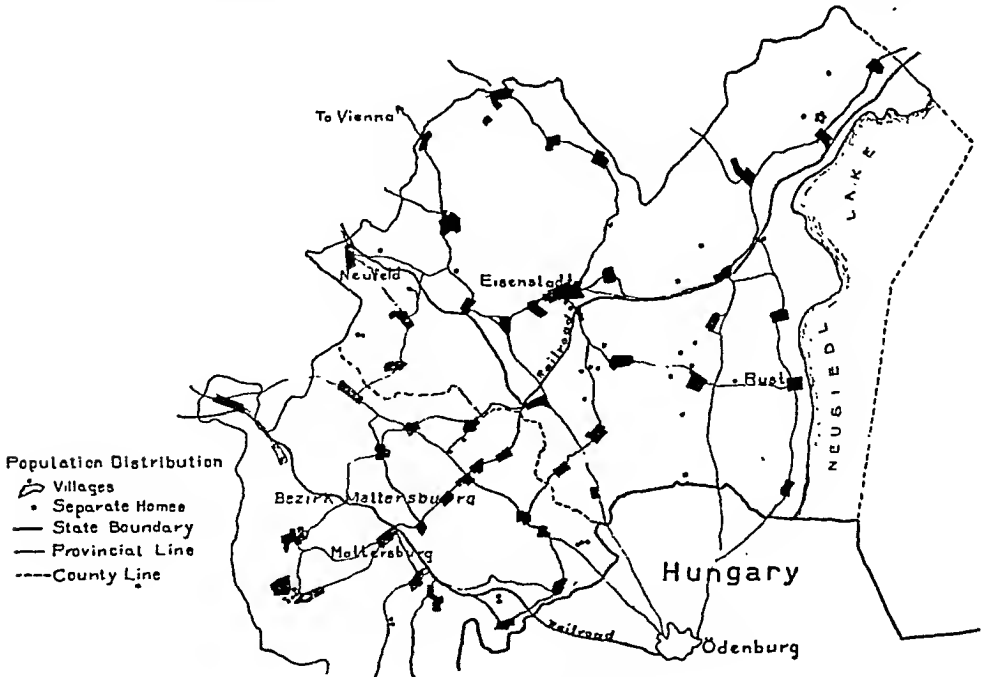 To Vienna
LAKE
Neufeld
Eisenstadt
Railroad
NEUSIEDL
Rust
Population Distribution
Villages
Separate Homes
State Boundary
Provincial Line
County Line
Bezirk Mattersbuurg
Mattersburg
Hungary
Railroad
Ödenburg